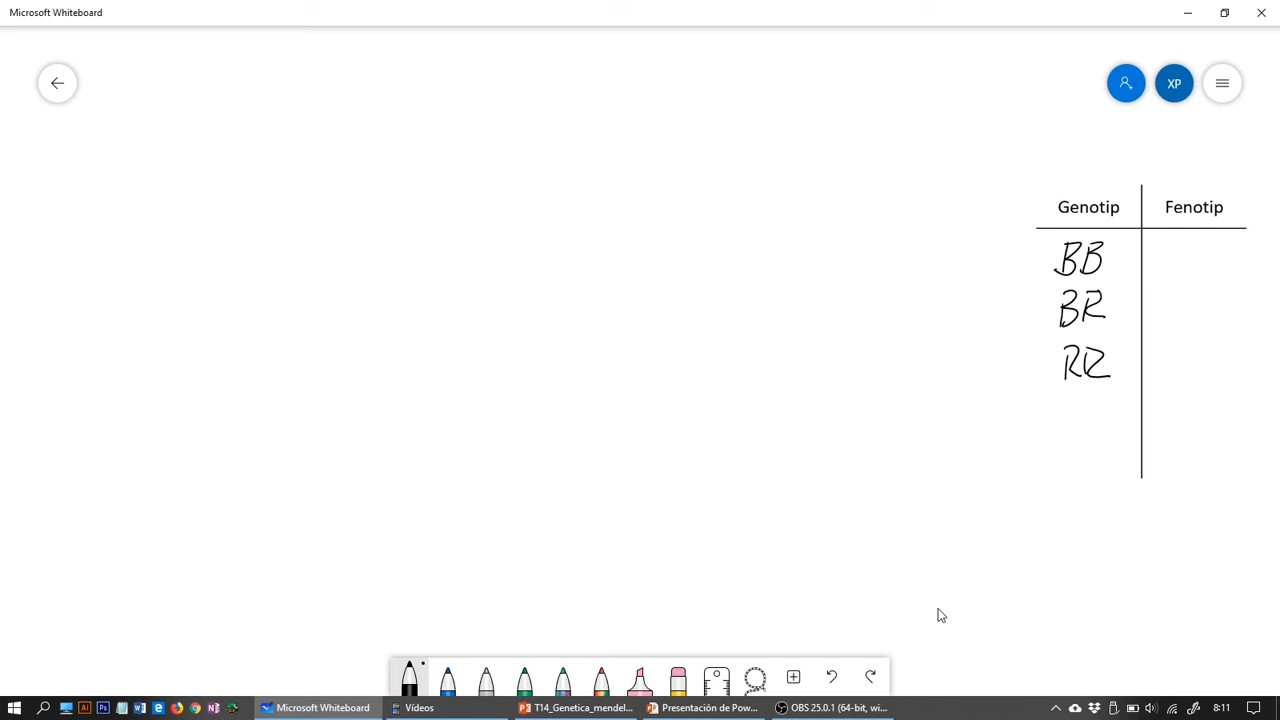 Microsoft Whiteboard
XP
Genotip Fenotip
BB
BR
RR
Microsoft Whiteboard Vídeos T14_Genetica_mendel... Presentación de Pow... OBS 25.0.1 (64-bit, wi... 8:11